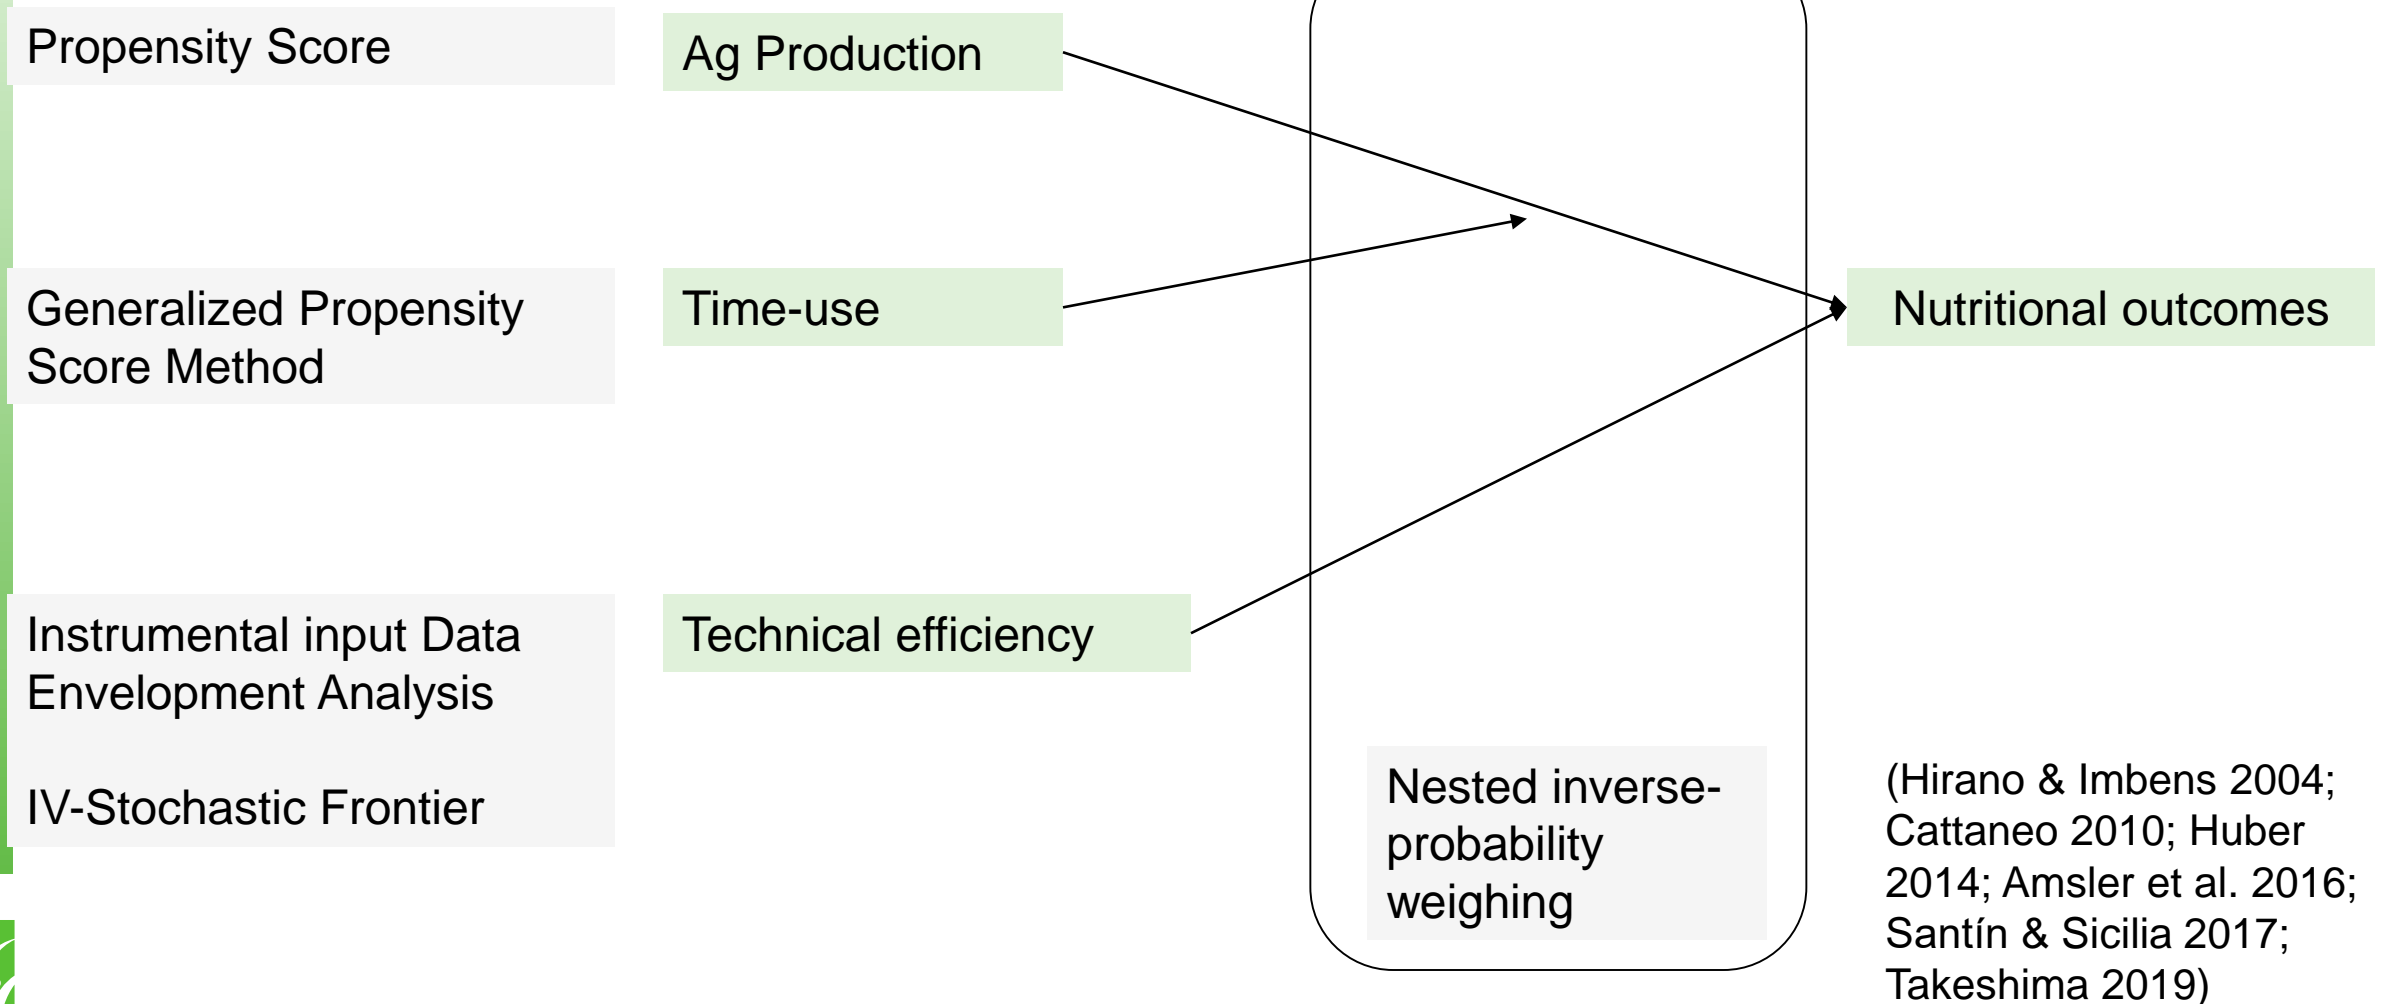 Propensity Score
Ag Production
Generalized Propensity
Score Method
Time-use
Nutritional outcomes
Instrumental input Data
Envelopment Analysis
IV-Stochastic Frontier
Technical efficiency
Nested inverse-
probability
weighing
(Hirano & Imbens 2004;
Cattaneo 2010; Huber
2014; Amsler et al. 2016;
Santín & Sicilia 2017;
Takeshima 2019)